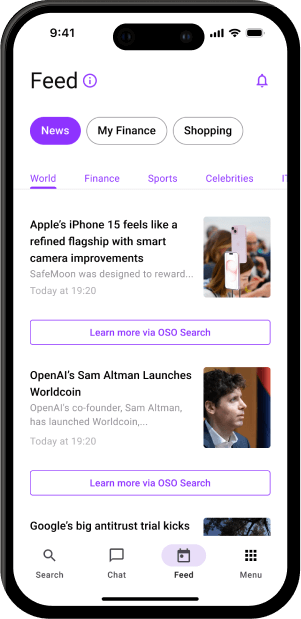 9:41
Feed
News My Finance Shopping
World Finance Sports Celebrities
Apple's iPhone 15 feels like a
refined flagship with smart
camera improvements
SafeMoon was designed to reward...
Today at 19:20
Learn more via OSO Search
OpenAI's Sam Altman Launches
Worldcoin
OpenAI's co-founder, Sam Altman,
has launched Worldcoin,...
Today at 19:20
Learn more via OSO Search
Google's big antitrust trial kicks
Search Chat Feed Menu